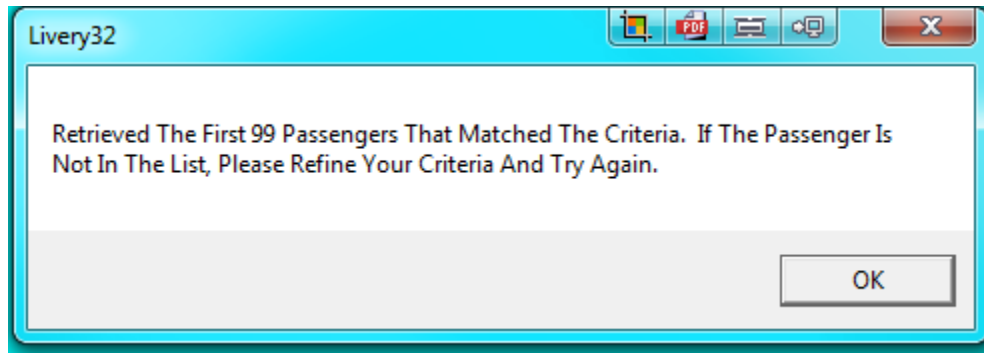 Livery32
PDF
Retrieved The First 99 Passengers That Matched The Criteria.  If The Passenger Is
Not In The List, Please Refine Your Criteria And Try Again.
OK